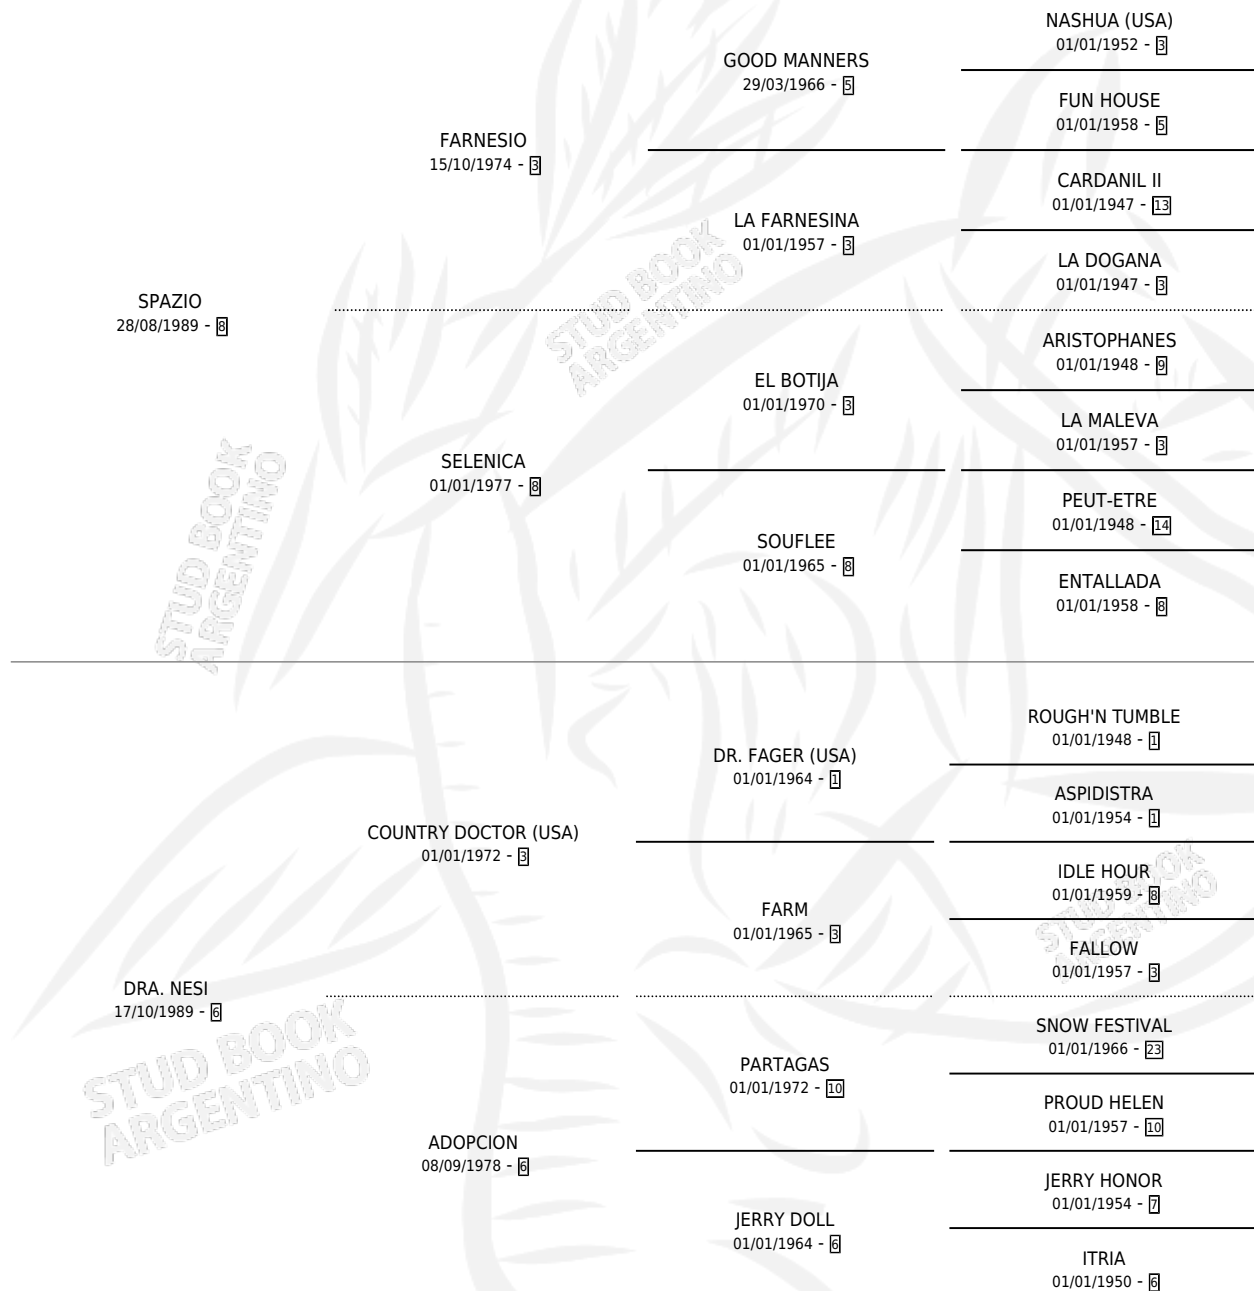 NASHUA (USA)
01/01/1952 - 3
GOOD MANNERS
29/03/1966 - 5
FUN HOUSE
01/01/1958 - 5
FARNESIO
15/10/1974 - 3
CARDANIL II
01/01/1947 - 13
LA FARNESINA
01/01/1957 - 3
LA DOGANA
01/01/1947 - 3
SPAZIO
28/08/1989 - 8
ARISTOPHANES
01/01/1948 - 9
EL BOTIJA
01/01/1970 - 3
LA MALEVA
01/01/1957 - 3
SELENICA
01/01/1977 - 8
PEUT-ETRE
01/01/1948 - 14
SOUFLEE
01/01/1965 - 8
ENTALLADA
01/01/1958 - 8
ROUGH'N TUMBLE
01/01/1948 - 1
DR. FAGER (USA)
01/01/1964 - 1
ASPIDISTRA
01/01/1954 - 1
COUNTRY DOCTOR (USA)
01/01/1972 - 3
IDLE HOUR
01/01/1959 - 8
FARM
01/01/1965 - 3
FALLOW
01/01/1957 - 3
DRA. NESI
17/10/1989 - 6
SNOW FESTIVAL
01/01/1966 - 23
PARTAGAS
01/01/1972 - 10
PROUD HELEN
01/01/1957 - 10
ADOPCION
08/09/1978 - 6
JERRY HONOR
01/01/1954 - 7
JERRY DOLL
01/01/1964 - 6
ITRIA
01/01/1950 - 6
STUD BOOK
ARGENTINO
STUD BOOK
ARGENTINO
STUD BOOK
ARGENTINO
STUD BOOK
ARGENTINO